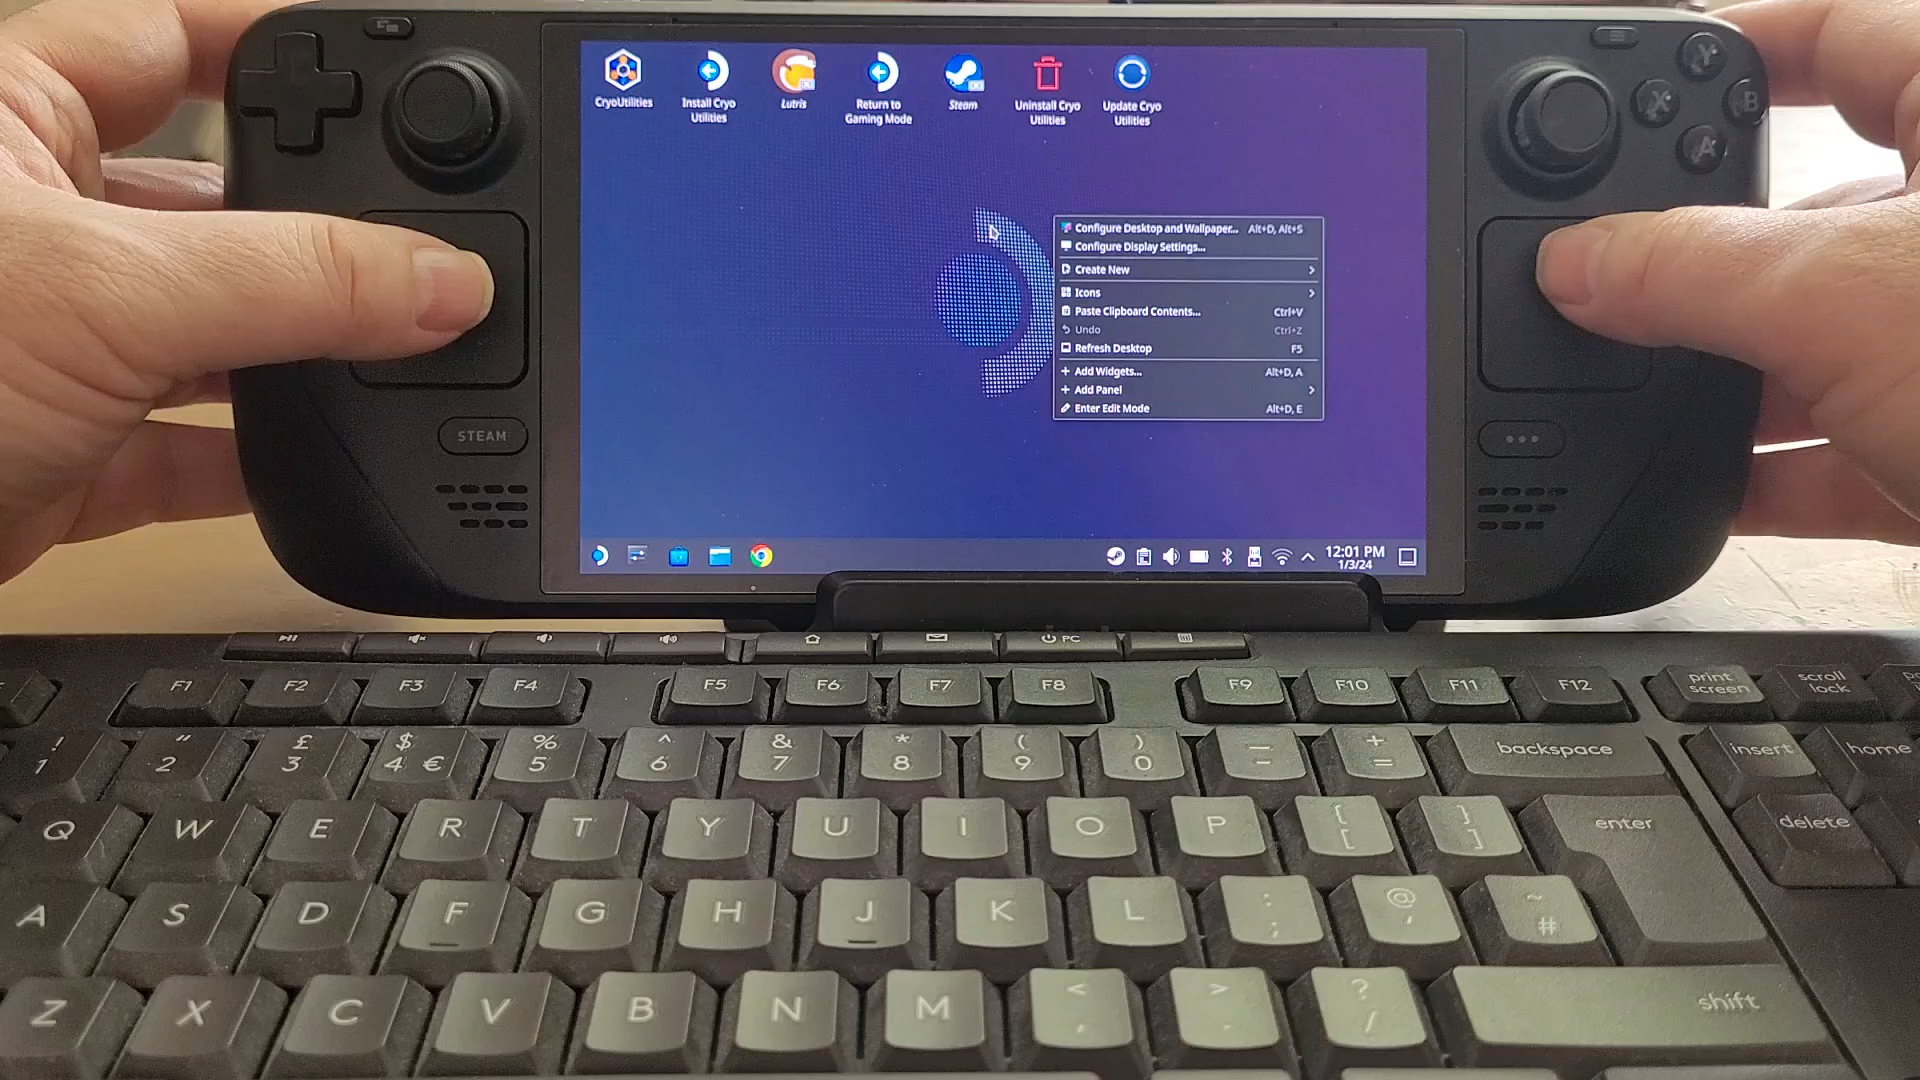 Y
X
B
A
CryoUtilities
Install Cryo
Utilities
Lutris
Return to
Gaming Mode
Steam
Uninstall Cryo
Utilities
Update Cryo
Utilities
Configure Desktop and Wallpaper... Alt+D, Alt+S
Configure Display Settings...
Create New
Icons
Paste Clipboard Contents... Ctrl+V
Undo Ctrl+Z
Refresh Desktop F5
Add Widgets... Alt+D, A
Add Panel
Enter Edit Mode Alt+D, E
STEAM
12:01 PM
1/3/24
PC
F1 F2 F3 F4 F5 F6 F7 F8 F9 F10 F11 F12 print
screen scroll
lock
! " £ $ % ^ & * ( ) _ +
1 2 3 4 € 5 6 7 8 9 0 - = backspace insert home
Q W E R T Y U I O P { [ } ] enter delete
A S D F G H J K L : ; @ ' ~ #
Z X C V B N M < , > . ? / shift